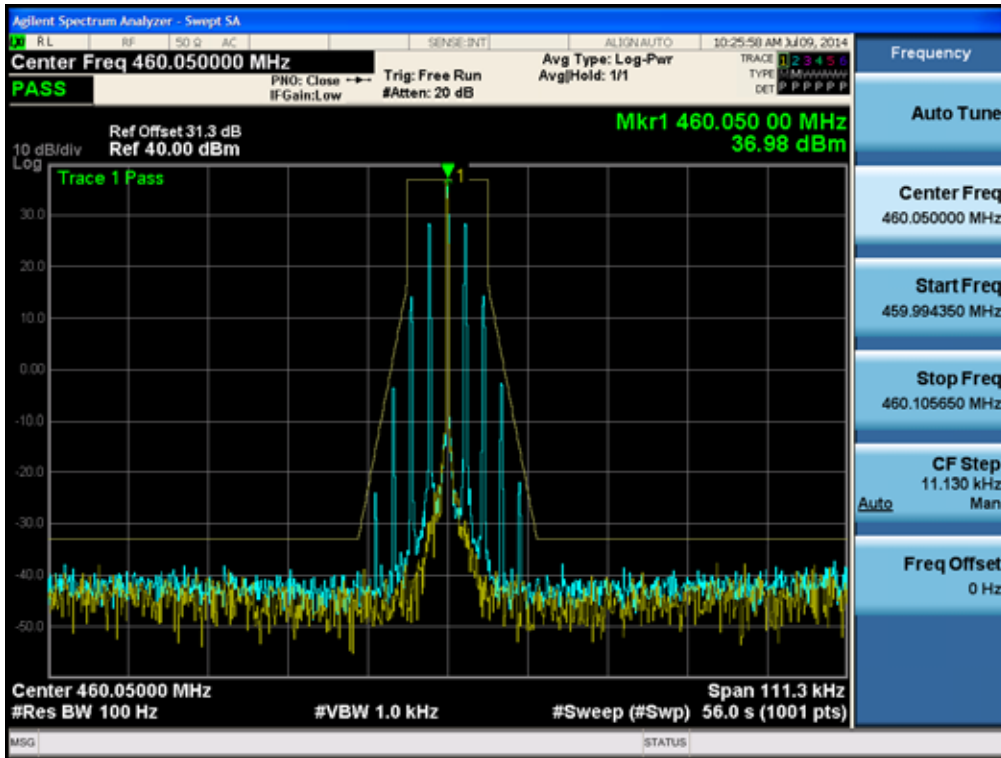 Agilent Spectrum Analyzer - Swept SA
RL RF 50 Ω AC SENSE:INT ALIGNAUTO 10:25:58 AM Jul 09, 2014
Center Freq 460.050000 MHz
PASS
PNO: Close
IFGain:Low
Trig: Free Run
#Atten: 20 dB
Avg Type: Log-Pwr
Avg|Hold: 1/1
TRACE 1 2 3 4 5 6
TYPE
DET P P P P P P
Ref Offset 31.3 dB
10 dB/div Ref 40.00 dBm
Log
Mkr1 460.050 00 MHz
36.98 dBm
Trace 1 Pass
1
30.0
20.0
10.0
0.00
-10.0
-20.0
-30.0
-40.0
-50.0
Center 460.05000 MHz Span 111.3 kHz
#Res BW 100 Hz #VBW 1.0 kHz #Sweep (#Swp) 56.0 s (1001 pts)
MSG STATUS
Frequency
Auto Tune
Center Freq
460.050000 MHz
Start Freq
459.994350 MHz
Stop Freq
460.105650 MHz
CF Step
11.130 kHz
Auto Man
Freq Offset
0 Hz